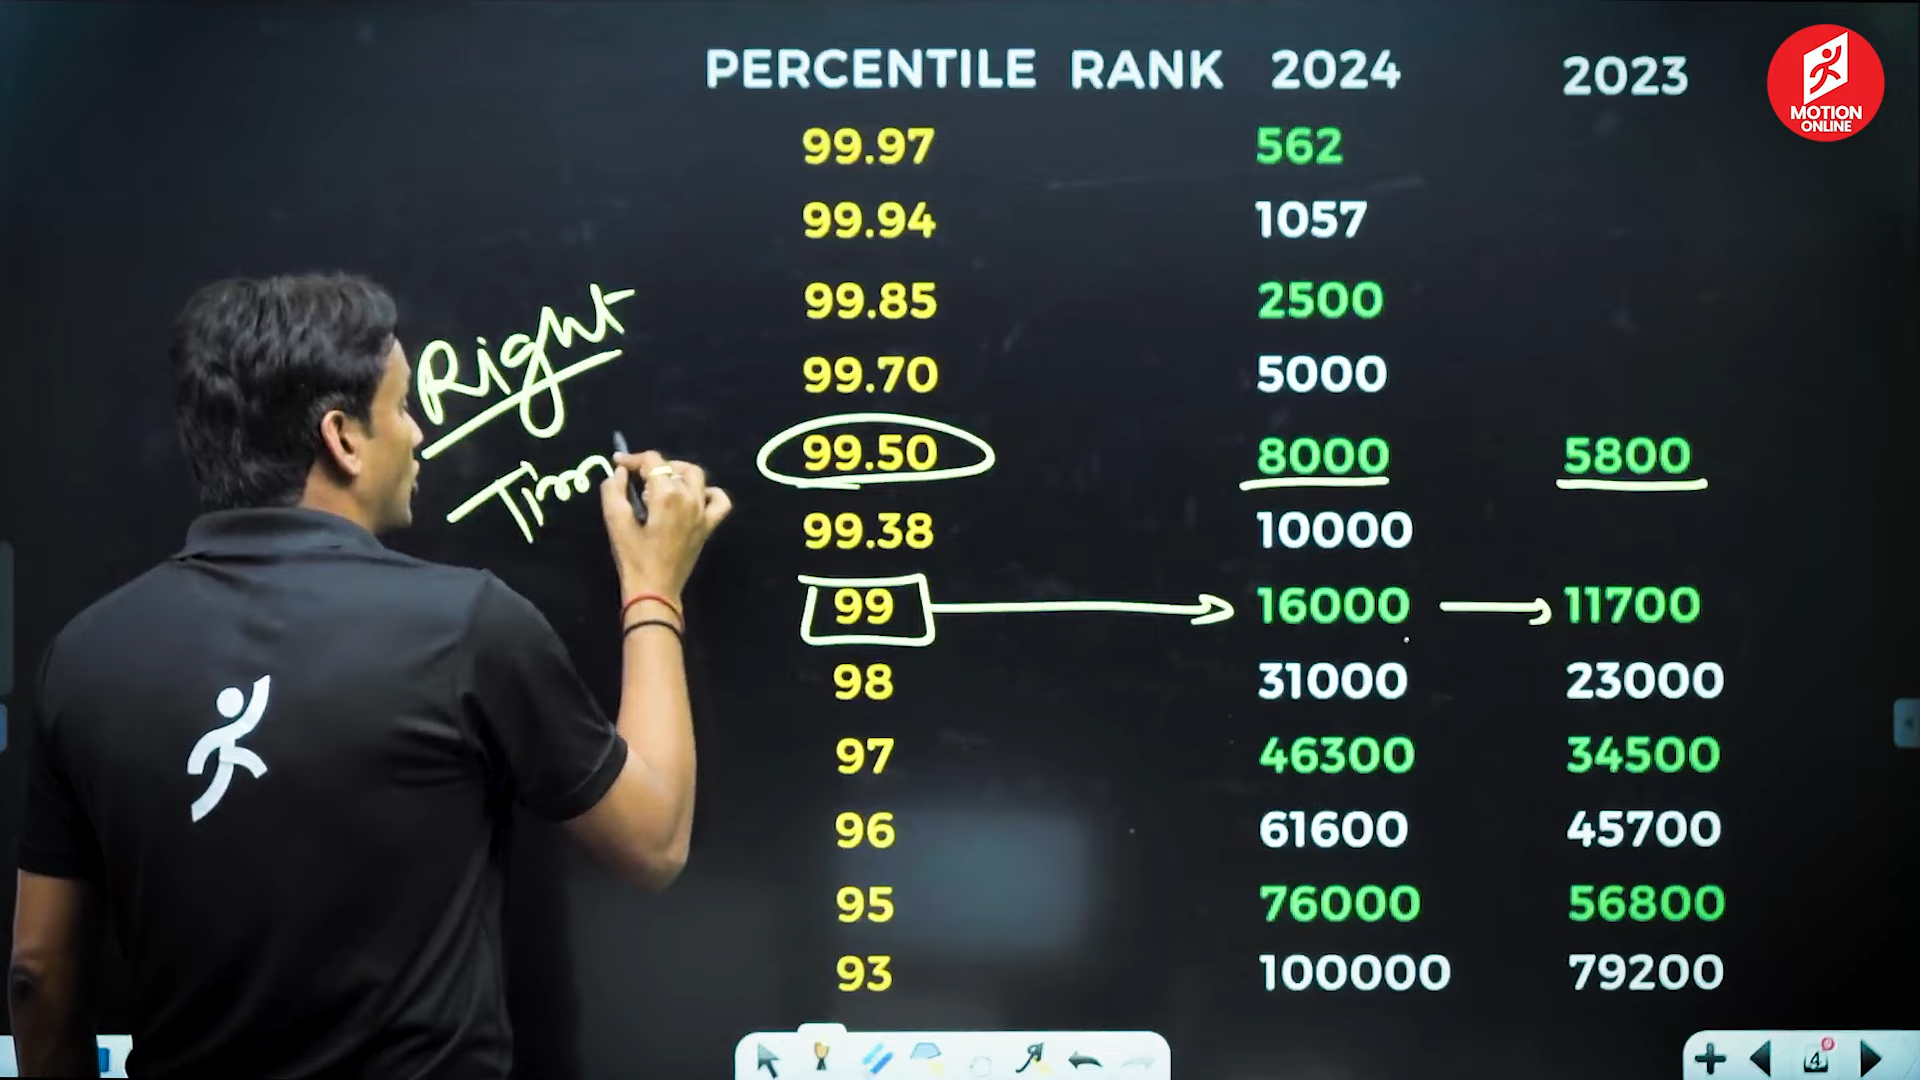 PERCENTILE RANK 2024 2023
MOTION
ONLINE
99.97 562
99.94 1057
99.85 2500
99.70 5000
99.50 8000 5800
99.38 10000
99 16000 11700
98 31000 23000
97 46300 34500
96 61600 45700
95 76000 56800
93 100000 79200
Right
4